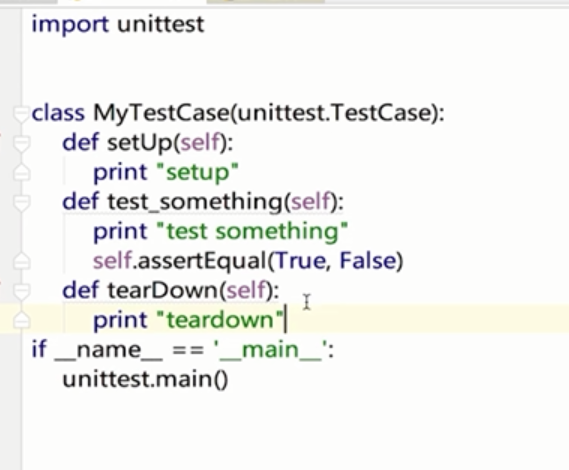 import unittest
class MyTestCase(unittest.TestCase):
    def setUp(self):
        print "setup"
    def test_something(self):
        print "test something"
        self.assertEqual(True, False)
    def tearDown(self):
        print "teardown"
if __name__ == '__main__':
    unittest.main()